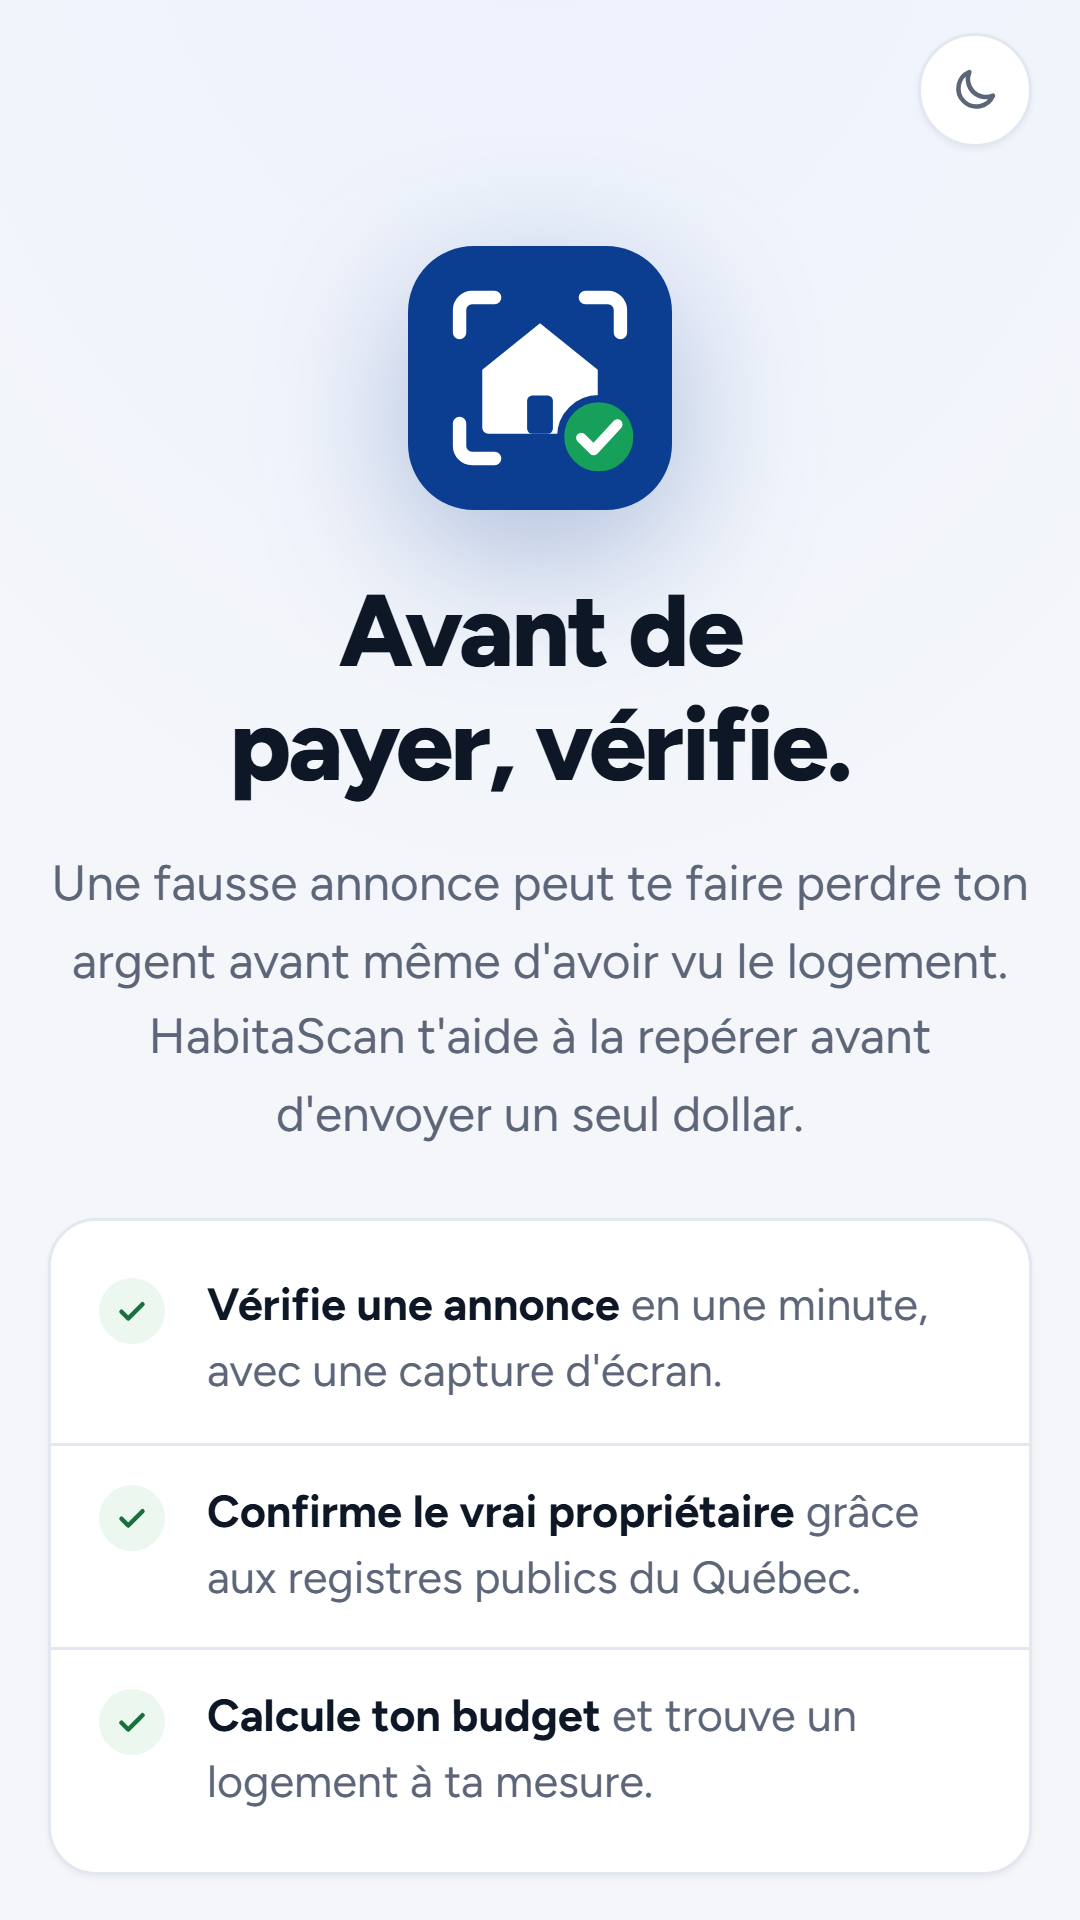 Avant de
payer, vérifie.
Une fausse annonce peut te faire perdre ton
argent avant même d'avoir vu le logement.
HabitaScan t'aide à la repérer avant
d'envoyer un seul dollar.
Vérifie une annonce en une minute,
avec une capture d'écran.
Confirme le vrai propriétaire grâce
aux registres publics du Québec.
Calcule ton budget et trouve un
logement à ta mesure.